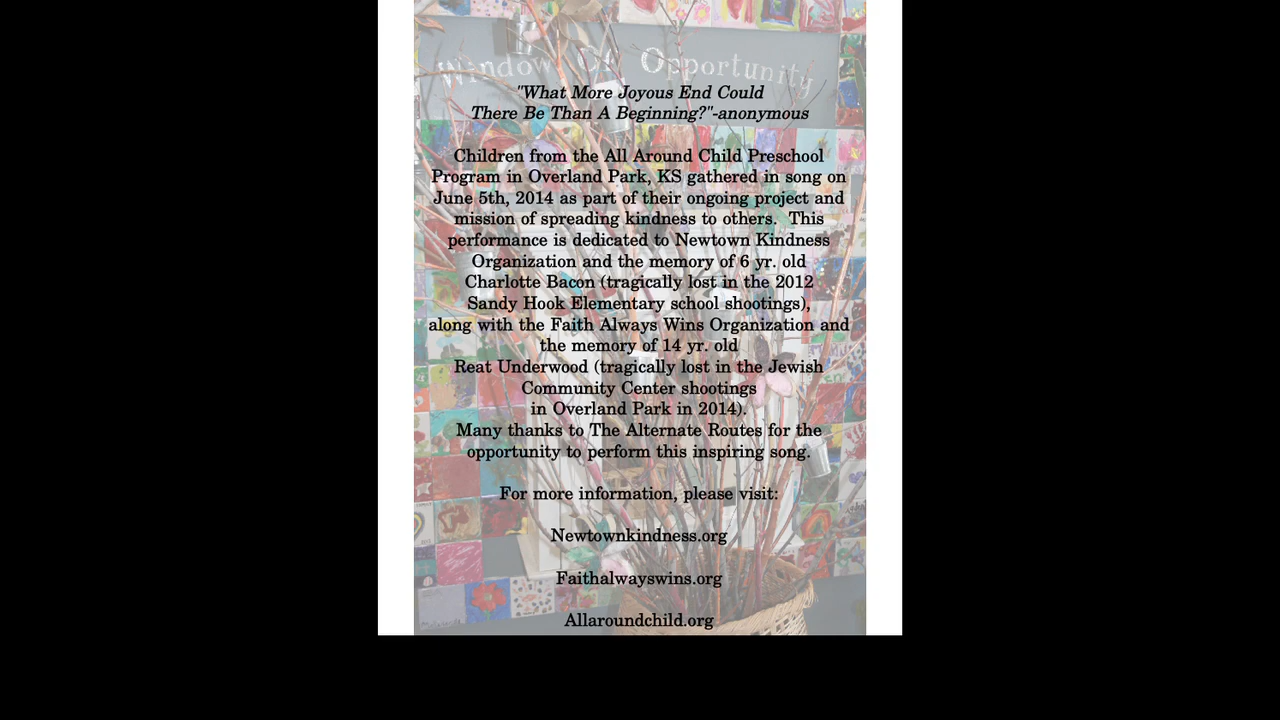 Window Of Opportunity
"What More Joyous End Could
There Be Than A Beginning?"-anonymous
Children from the All Around Child Preschool
Program in Overland Park, KS gathered in song on
June 5th, 2014 as part of their ongoing project and
mission of spreading kindness to others.  This
performance is dedicated to Newtown Kindness
Organization and the memory of 6 yr. old
Charlotte Bacon (tragically lost in the 2012
Sandy Hook Elementary school shootings),
along with the Faith Always Wins Organization and
the memory of 14 yr. old
Reat Underwood (tragically lost in the Jewish
Community Center shootings
in Overland Park in 2014).
Many thanks to The Alternate Routes for the
opportunity to perform this inspiring song.
For more information, please visit:
Newtownkindness.org
Faithalwayswins.org
Allaroundchild.org